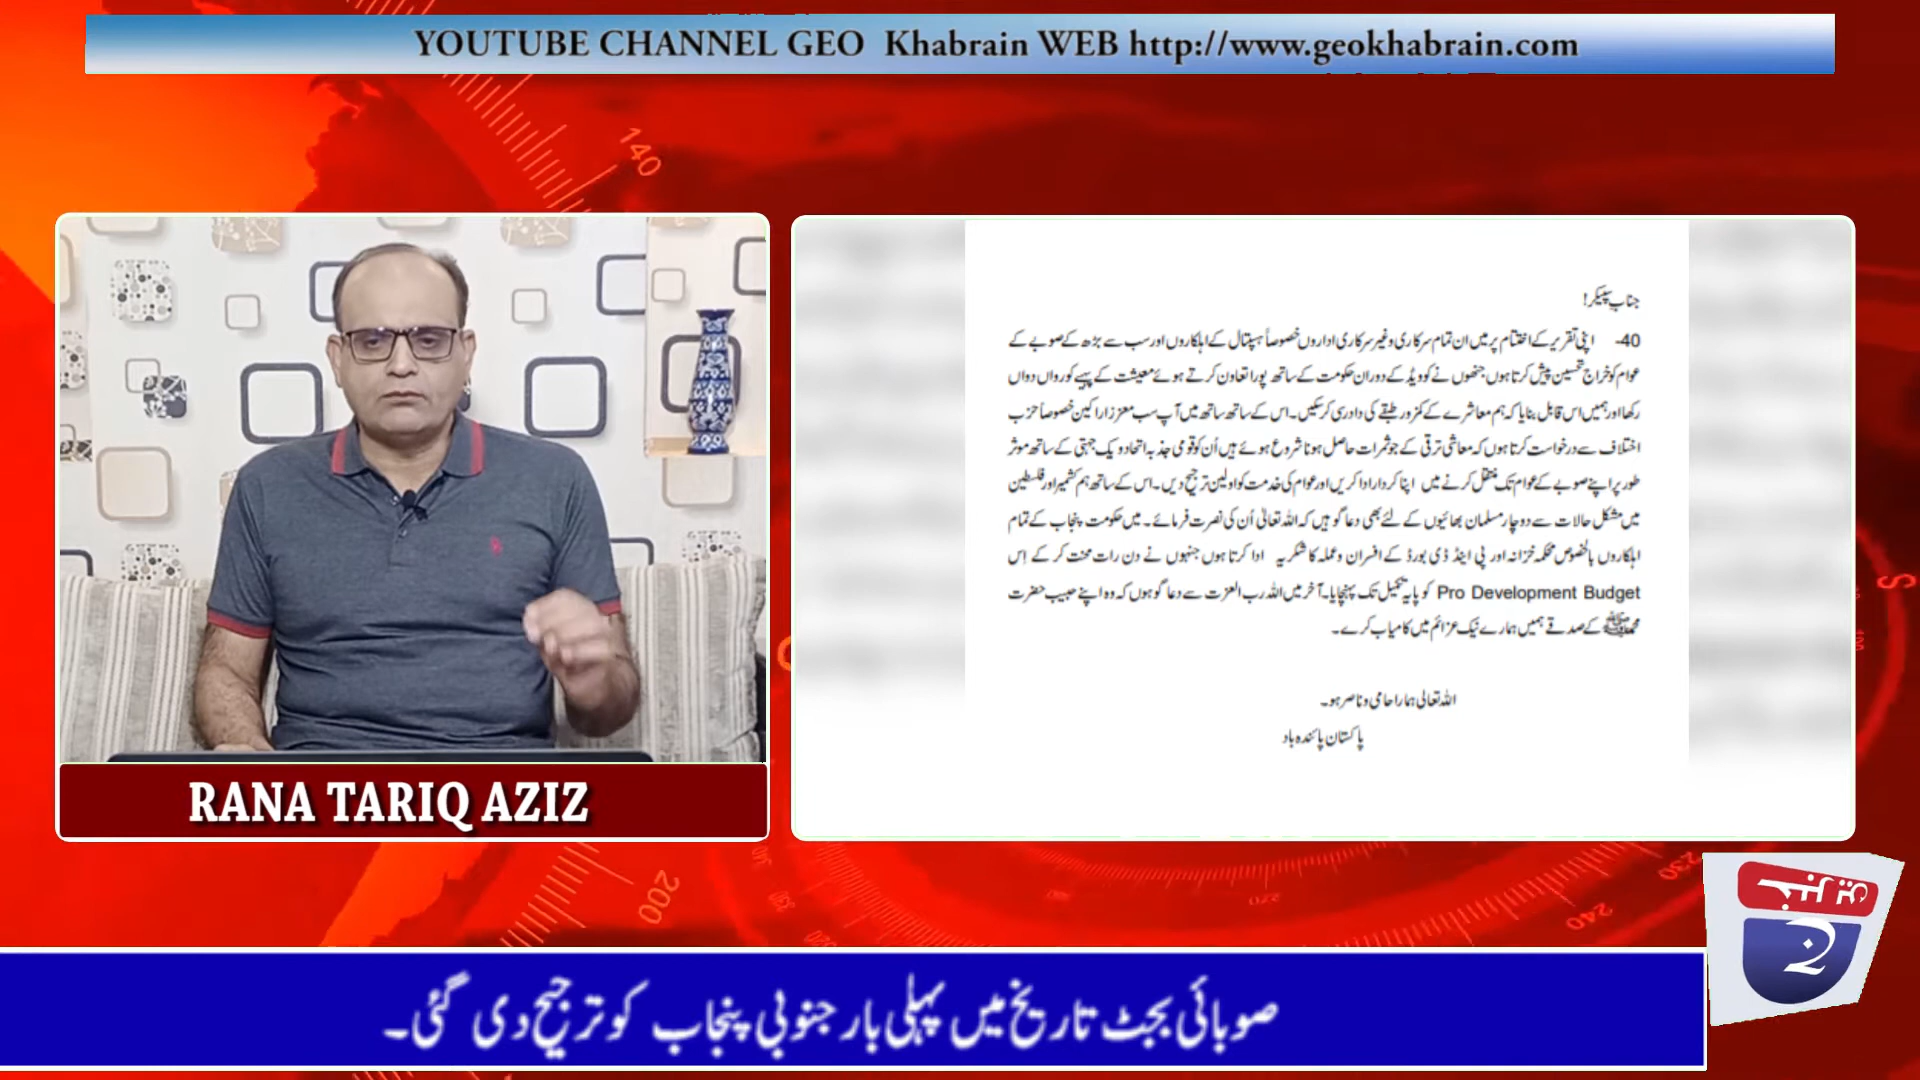 YOUTUBE CHANNEL GEO Khabrain WEB http://www.geokhabrain.com
جناب سپیکر!
40- اپنی تقریر کے اختتام پر میں ان تمام سرکاری و غیر سرکاری اداروں خصوصاً ہسپتال کے اہلکاروں اور سب سے بڑھ کے صوبے کے
عوام کو خراج تحسین پیش کرتا ہوں جنھوں نے کوویڈ کے دوران حکومت کے ساتھ پورا تعاون کرتے ہوئے معیشت کے پہیے کو رواں دواں
رکھا اور ہمیں اس قابل بنایا کہ ہم معاشرے کے کمزور طبقے کی دادرسی کر سکیں۔ اس کے ساتھ ساتھ میں آپ سب معزز اراکین خصوصاً حزب
اختلاف سے درخواست کرتا ہوں کہ معاشی ترقی کے جو ثمرات حاصل ہونا شروع ہوئے ہیں اُن کو قومی جذبہ اتحاد و یک جہتی کے ساتھ موثر
طور پر اپنے صوبے کے عوام تک منتقل کرنے میں اپنا کردار ادا کریں اور عوام کی خدمت کو اولین ترجیح دیں۔ اس کے ساتھ ہم کشمیر اور فلسطین
میں مشکل حالات سے دوچار مسلمان بھائیوں کے لئے بھی دعا گو ہیں کہ اللہ تعالیٰ اُن کی نصرت فرمائے۔ میں حکومت پنجاب کے تمام
اہلکاروں بالخصوص محکمہ خزانہ اور پی اینڈ ڈی بورڈ کے افسران و عملہ کا شکریہ ادا کرتا ہوں جنہوں نے دن رات محنت کر کے اِس
Pro Development Budget کو پایہ تکمیل تک پہنچایا۔ آخر میں اللہ رب العزت سے دعا گو ہوں کہ وہ اپنے حبیب حضرت
محمد ﷺ کے صدقے ہمیں ہمارے نیک عزائم میں کامیاب کرے۔
اللہ تعالی ہمارا حامی و ناصر ہو۔
پاکستان پائندہ باد
RANA TARIQ AZIZ
صوبائی بجٹ تاریخ میں پہلی بار جنوبی پنجاب کو ترجیح دی گئی۔